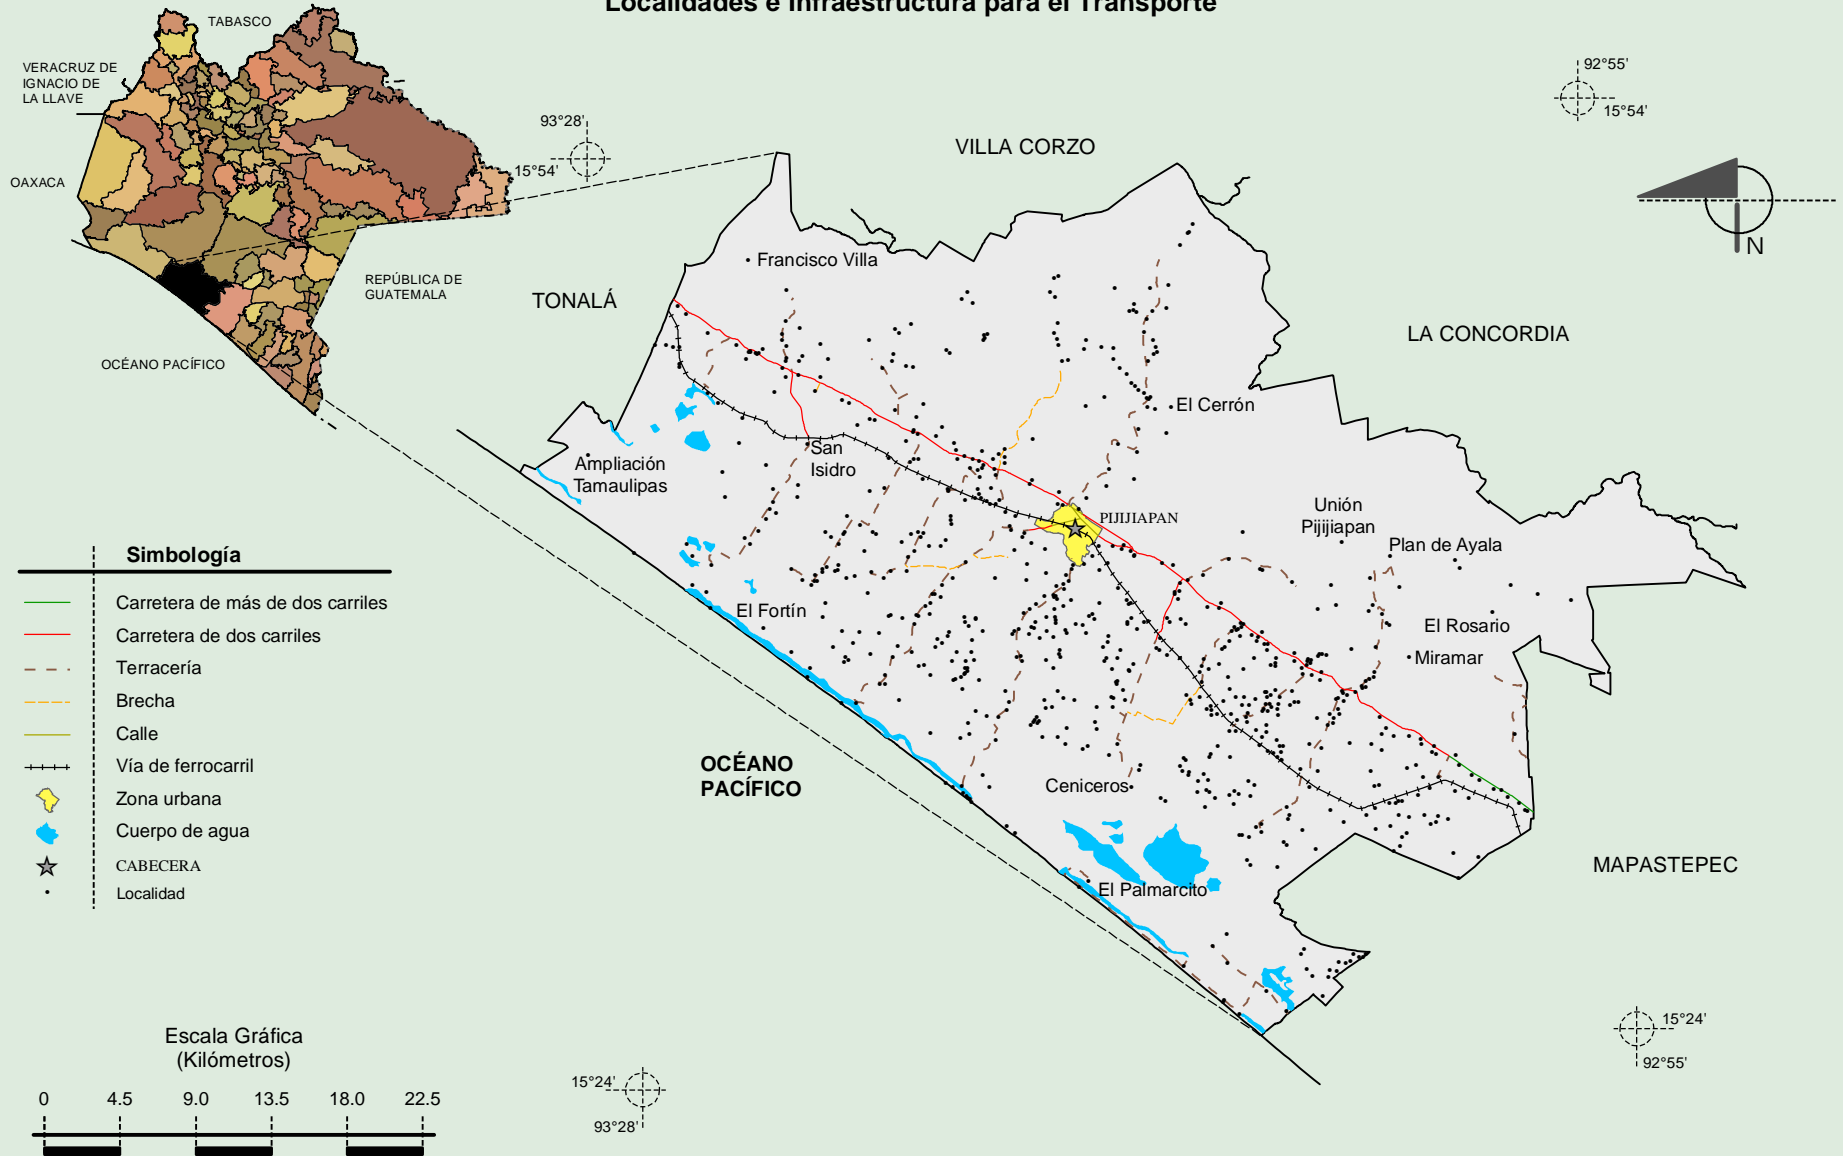 Localidades e Infraestructura para el Transporte
TABASCO
VERACRUZ DE
IGNACIO DE
LA LLAVE
OAXACA
REPÚBLICA DE
GUATEMALA
OCÉANO PACÍFICO
93°28'
15°54'
92°55'
15°54'
N
VILLA CORZO
TONALÁ
LA CONCORDIA
MAPASTEPEC
OCÉANO
PACÍFICO
Francisco Villa
El Cerrón
San
Isidro
Ampliación
Tamaulipas
PIJIJIAPAN
Unión
Pijijiapan
Plan de Ayala
El Fortín
El Rosario
Miramar
Ceniceros
El Palmarcito
Simbología
Carretera de más de dos carriles
Carretera de dos carriles
Terracería
Brecha
Calle
Vía de ferrocarril
Zona urbana
Cuerpo de agua
CABECERA
Localidad
Escala Gráfica
(Kilómetros)
0 4.5 9.0 13.5 18.0 22.5
15°24'
93°28'
15°24'
92°55'